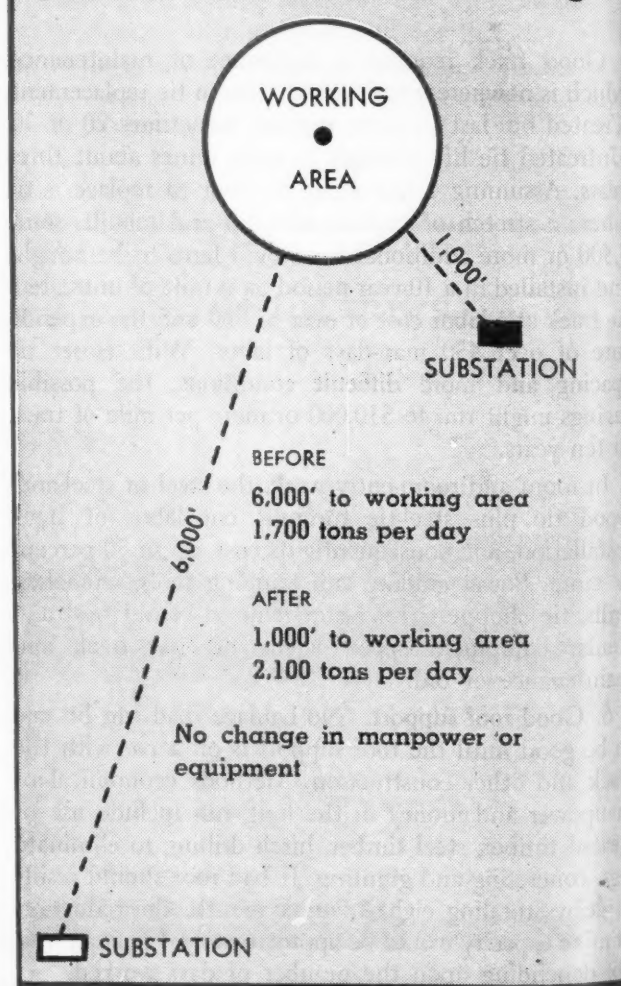 WORKING
AREA
1,000'
SUBSTATION
6,000'
BEFORE
6,000' to working area
1,700 tons per day
AFTER
1,000' to working area
2,100 tons per day
No change in manpower or
equipment
SUBSTATION